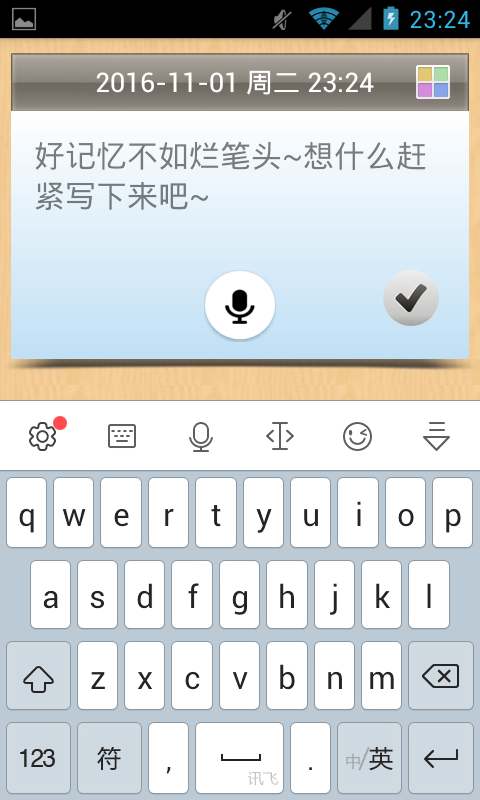 23:24
2016-11-01 周二 23:24
好记忆不如烂笔头~想什么赶
紧写下来吧~
q w e r t y u i o p
a s d f g h j k l
z x c v b n m
123 符 , 讯飞 . 中/英